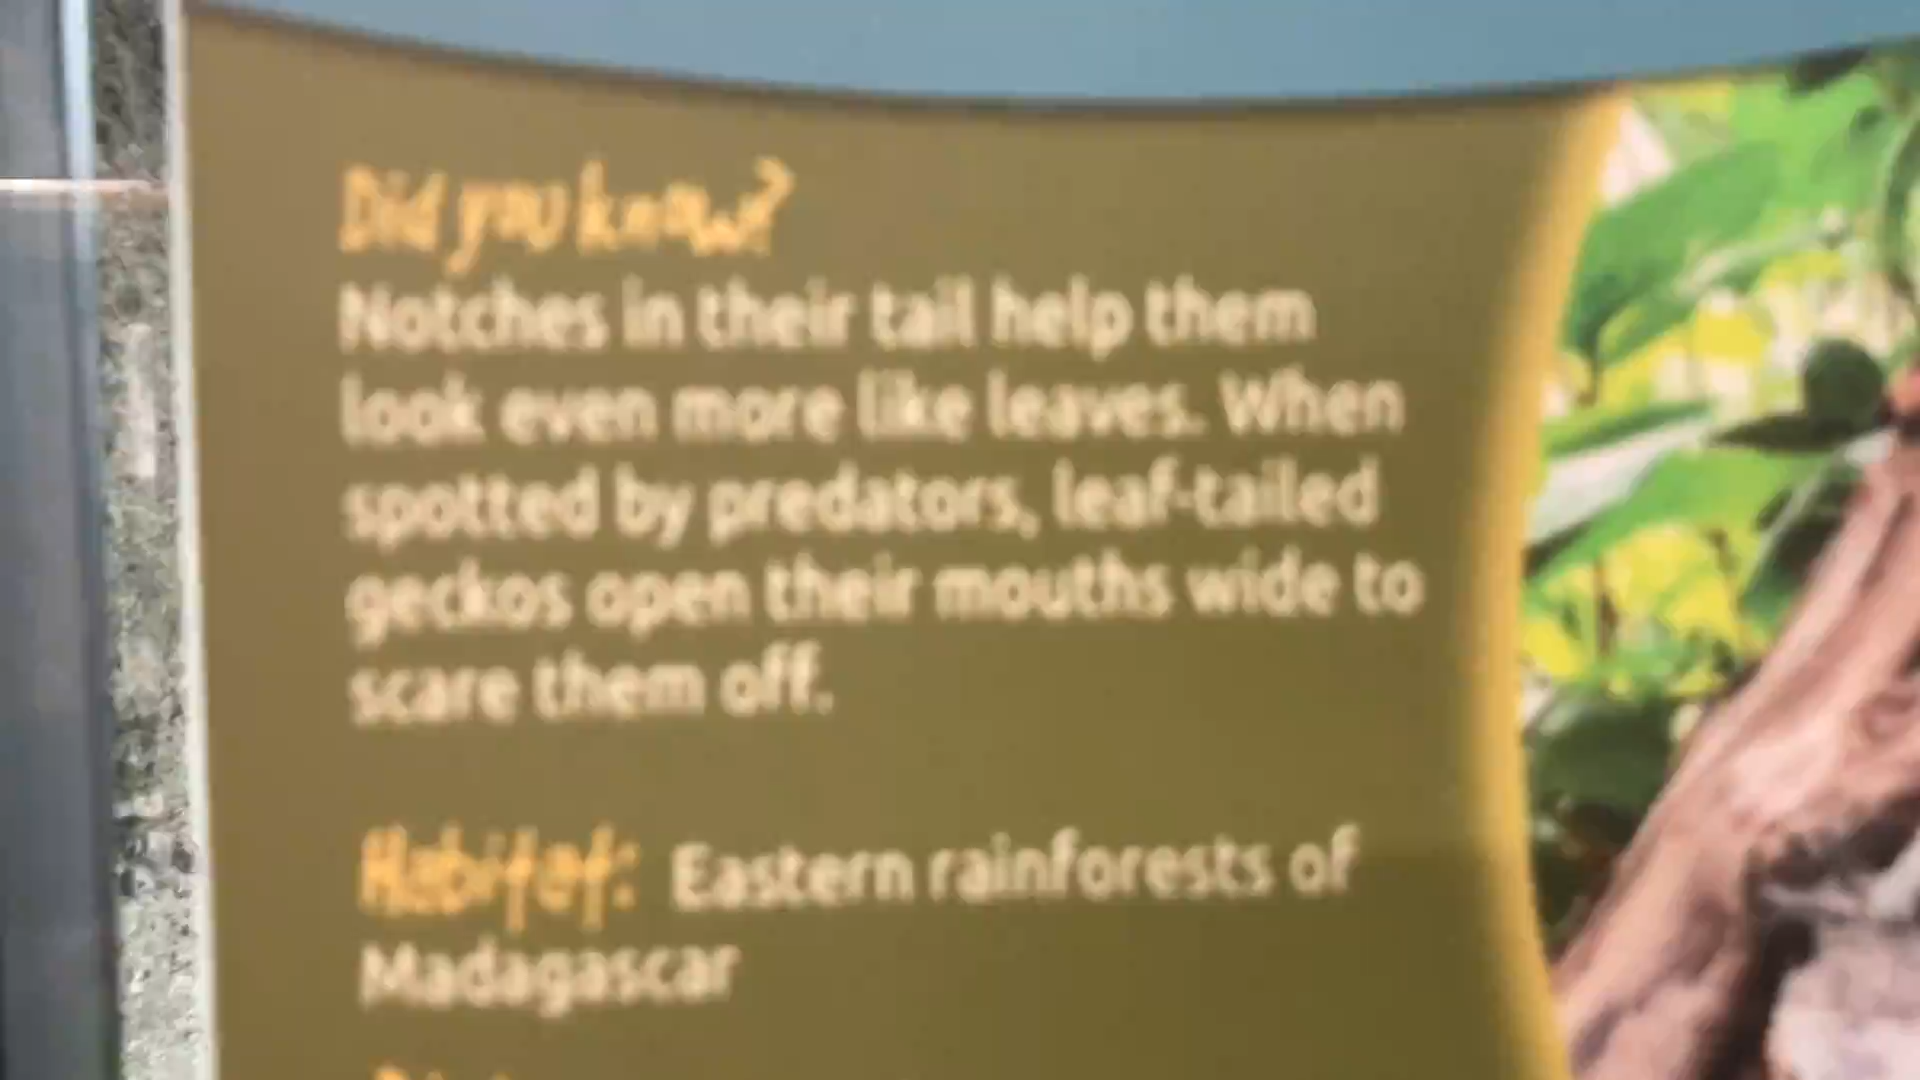 Did you know?
Notches in their tail help them
look even more like leaves. When
spotted by predators, leaf-tailed
geckos open their mouths wide to
scare them off.
Habitat: Eastern rainforests of
Madagascar